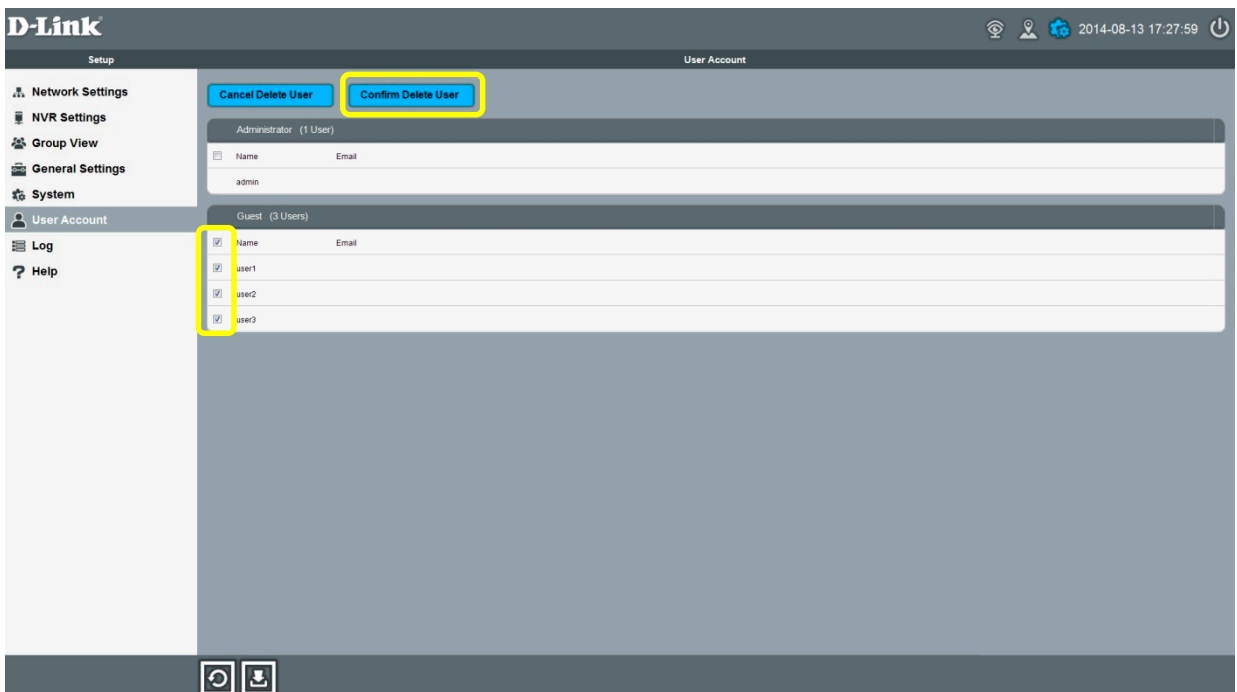 D-Link
2014-08-13 17:27:59
Setup
User Account
Network Settings
NVR Settings
Group View
General Settings
System
User Account
Log
Help
Cancel Delete User
Confirm Delete User
Administrator (1 User)
Name Email
admin
Guest (3 Users)
Name Email
user1
user2
user3